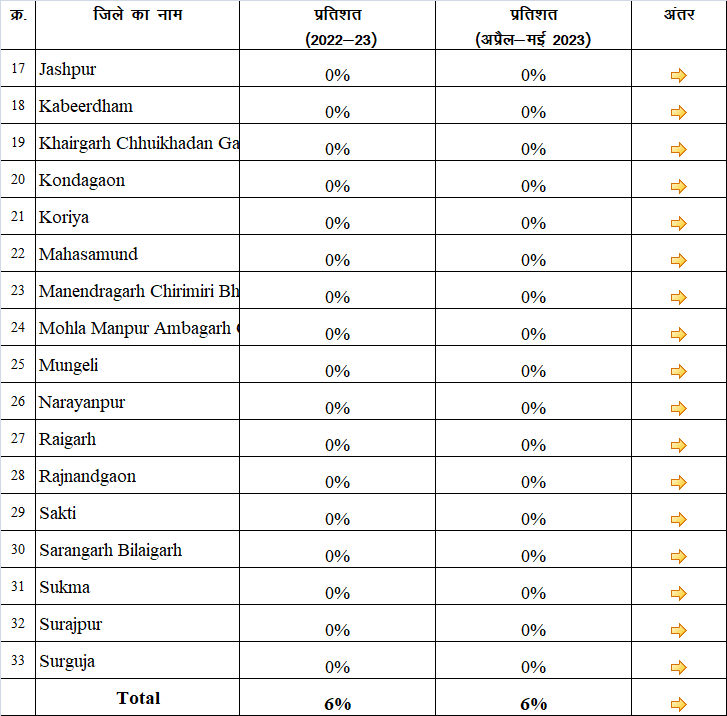 क्र. जिले का नाम प्रतिशत प्रतिशत अंतर
(2022–23) (अप्रैल–मई 2023)
17 Jashpur 0% 0%
18 Kabeerdham 0% 0%
19 Khairgarh Chhuikhadan Ga 0% 0%
20 Kondagaon 0% 0%
21 Koriya 0% 0%
22 Mahasamund 0% 0%
23 Manendragarh Chirimiri Bh 0% 0%
24 Mohla Manpur Ambagarh 0% 0%
25 Mungeli 0% 0%
26 Narayanpur 0% 0%
27 Raigarh 0% 0%
28 Rajnandgaon 0% 0%
29 Sakti 0% 0%
30 Sarangarh Bilaigarh 0% 0%
31 Sukma 0% 0%
32 Surajpur 0% 0%
33 Surguja 0% 0%
Total 6% 6%